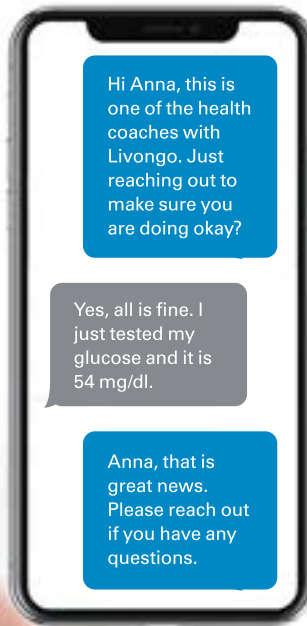 Hi Anna, this is
one of the health
coaches with
Livongo. Just
reaching out to
make sure you
are doing okay?
Yes, all is fine. I
just tested my
glucose and it is
54 mg/dl.
Anna, that is
great news.
Please reach out
if you have any
questions.